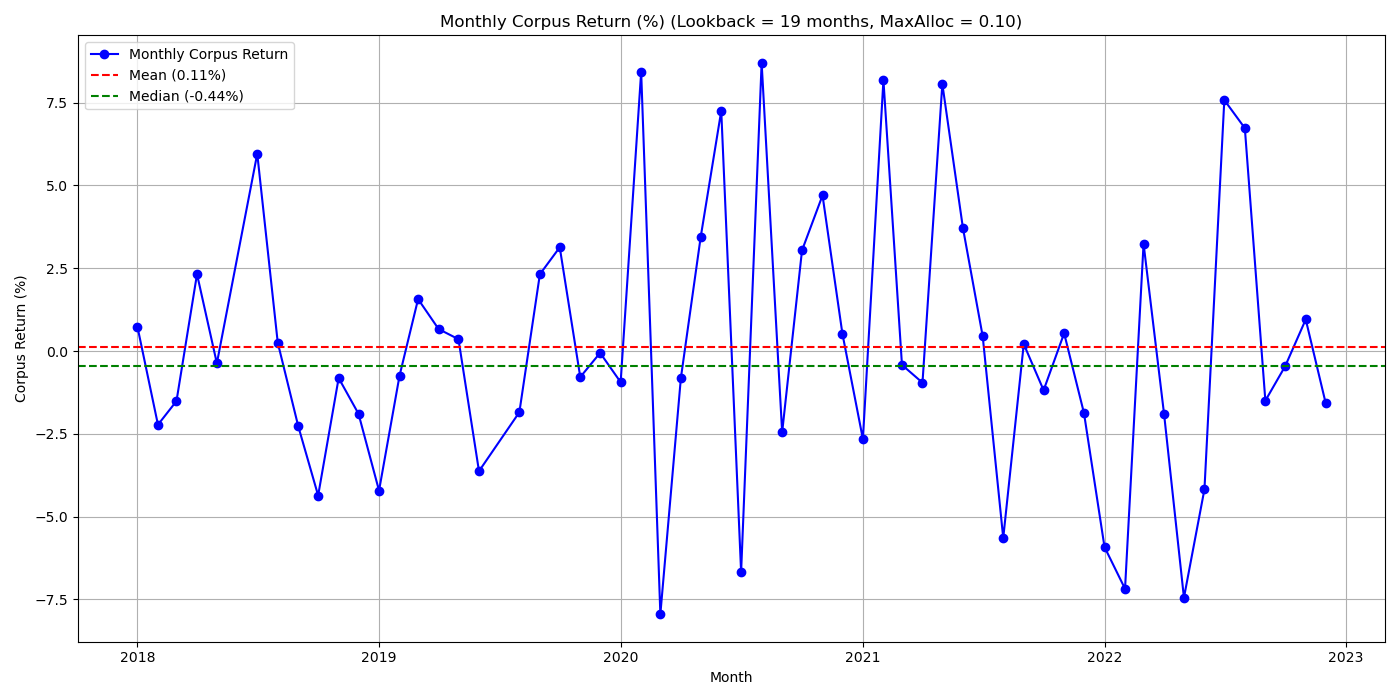 Monthly Corpus Return (%) (Lookback = 19 months, MaxAlloc = 0.10)
Monthly Corpus Return
Mean (0.11%)
Median (-0.44%)
Corpus Return (%)
7.5
5.0
2.5
0.0
−2.5
−5.0
−7.5
2018 2019 2020 2021 2022 2023
Month